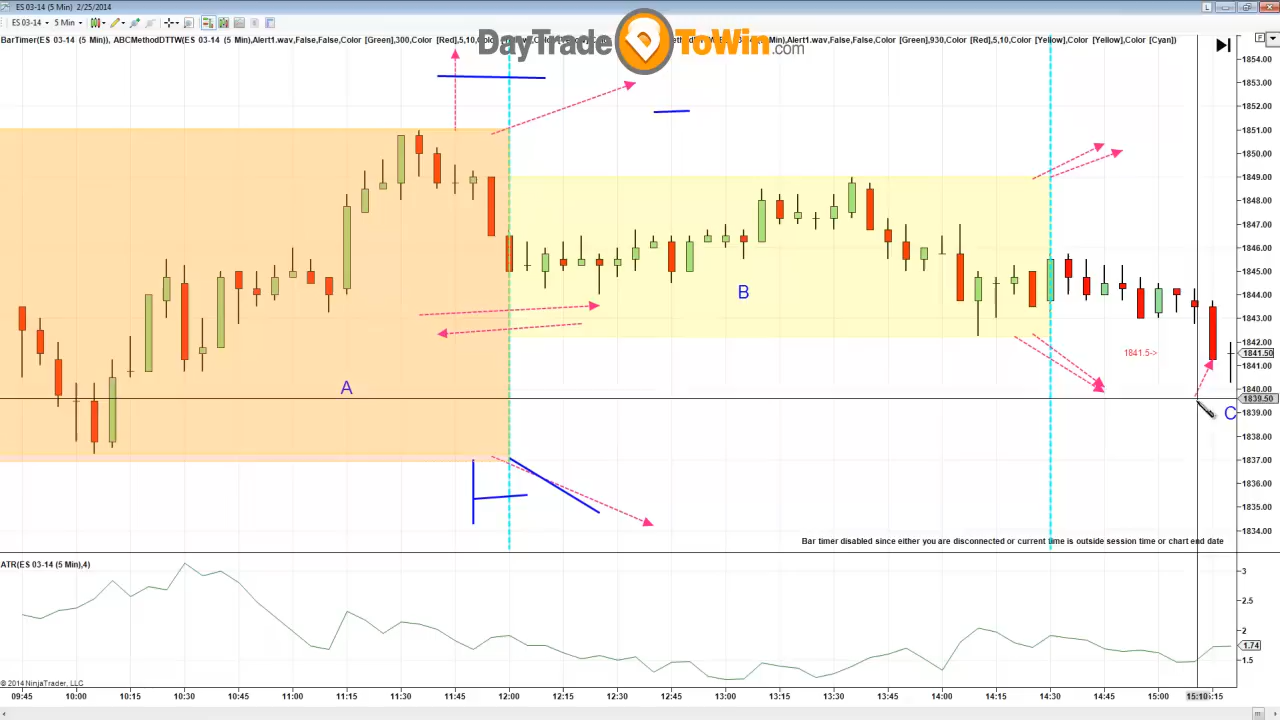 ES 03-14 (5 Min) 2/25/2014
L
ES 03-14 5 Min
BarTimer(ES 03-14 (5 Min)), ABCMethodDTTW(ES 03-14 (5 Min),Alert1.wav,False,False,Color [Green],300,Color [Red],5,10,Color [Yellow],Color
Min),Alert1.wav,False,False,Color [Green],930,Color [Red],5,10,Color [Yellow],Color [Yellow],Color [Cyan])
DayTrade ToWin.com
F
1854.00
1853.00
1852.00
1851.00
1850.00
1849.00
1848.00
1847.00
1846.00
1845.00
1844.00
1843.00
1842.00
1841.50
1841.00
1840.00
1839.50
1839.00
1838.00
1837.00
1836.00
1835.00
1834.00
A
B
C
1841.5->
Bar timer disabled since either you are disconnected or current time is outside session time or chart end date
ATR(ES 03-14 (5 Min),4)
3
2.5
2
1.74
1.5
© 2014 NinjaTrader, LLC
09:45 10:00 10:15 10:30 10:45 11:00 11:15 11:30 11:45 12:00 12:15 12:30 12:45 13:00 13:15 13:30 13:45 14:00 14:15 14:30 14:45 15:00 15:10 5:15